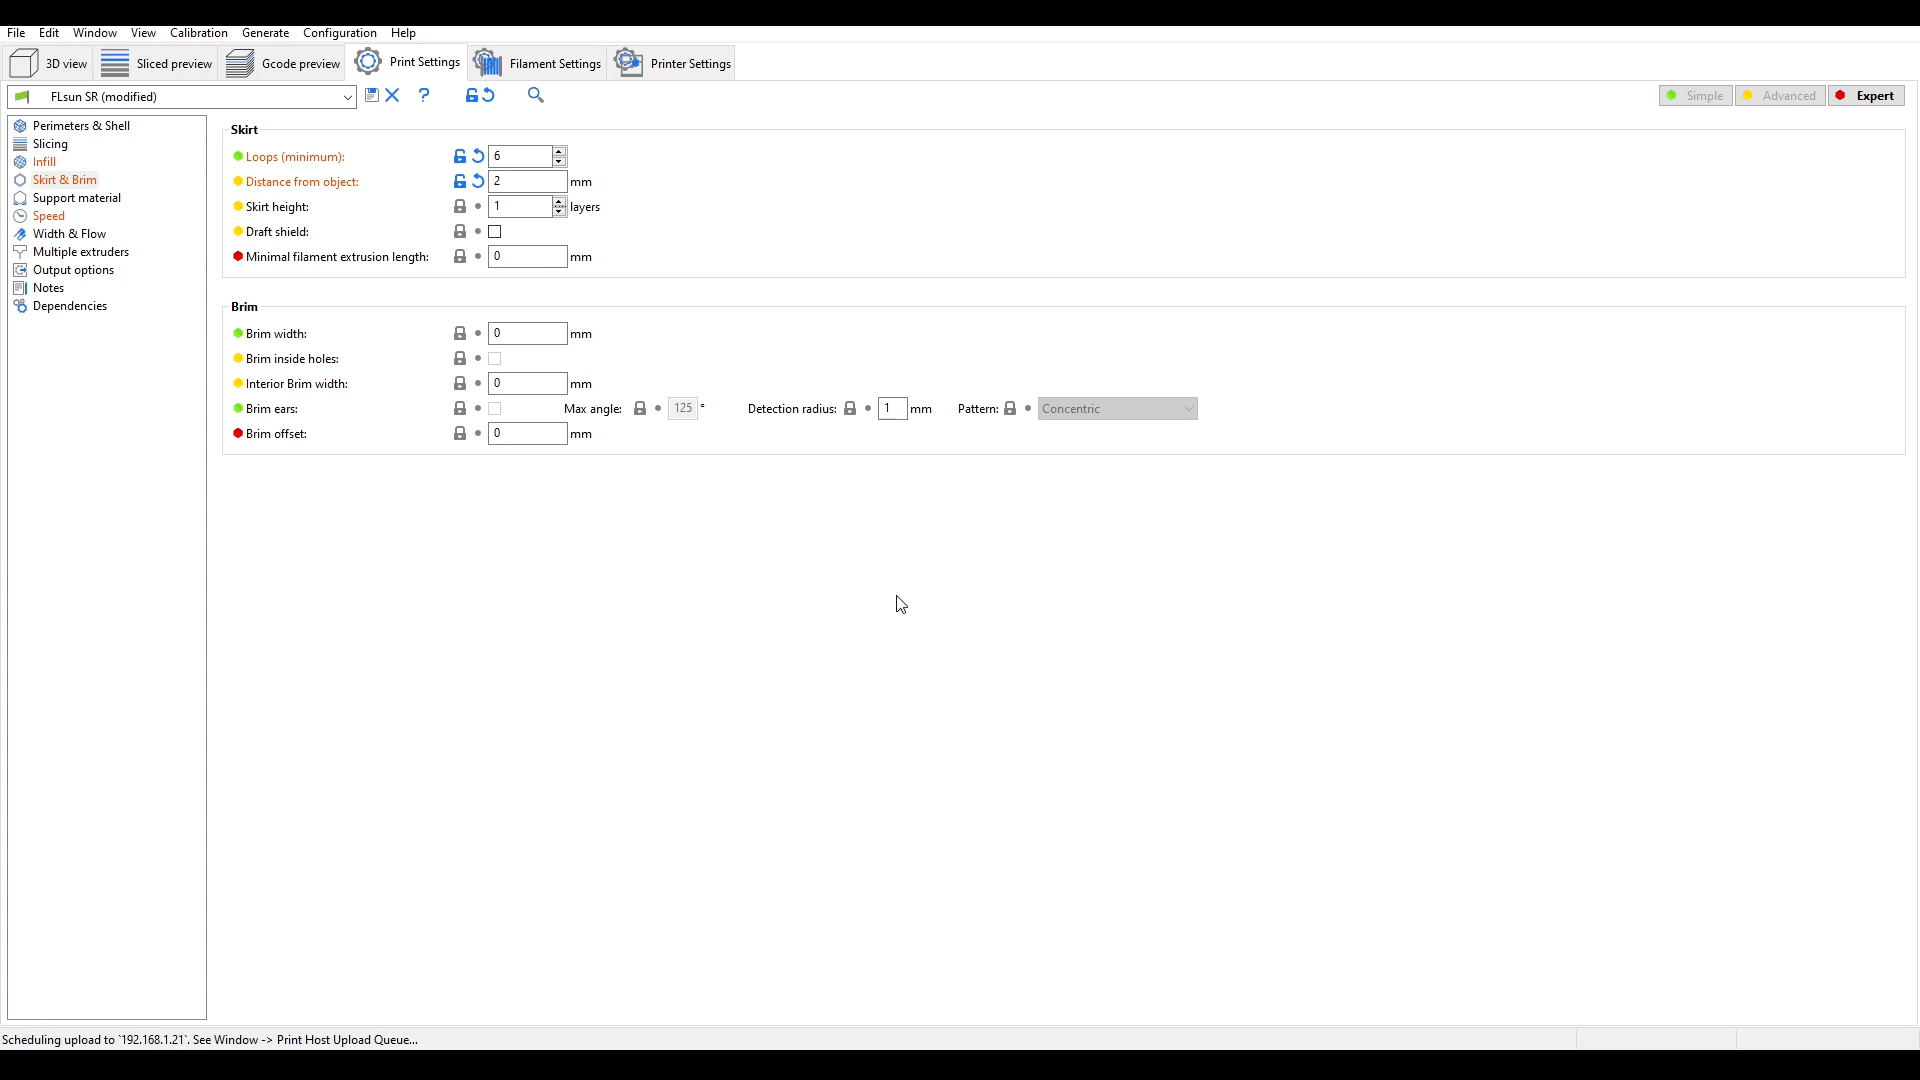 File Edit Window View Calibration Generate Configuration Help
3D view Sliced preview Gcode preview Print Settings Filament Settings Printer Settings
FLsun SR (modified) ? Simple Advanced Expert
Perimeters & Shell
Slicing
Infill
Skirt & Brim
Support material
Speed
Width & Flow
Multiple extruders
Output options
Notes
Dependencies
Skirt
Loops (minimum): 6
Distance from object: 2 mm
Skirt height: 1 layers
Draft shield:
Minimal filament extrusion length: 0 mm
Brim
Brim width: 0 mm
Brim inside holes:
Interior Brim width: 0 mm
Brim ears: Max angle: 125 ° Detection radius: 1 mm Pattern: Concentric
Brim offset: 0 mm
Scheduling upload to `192.168.1.21`. See Window -> Print Host Upload Queue...